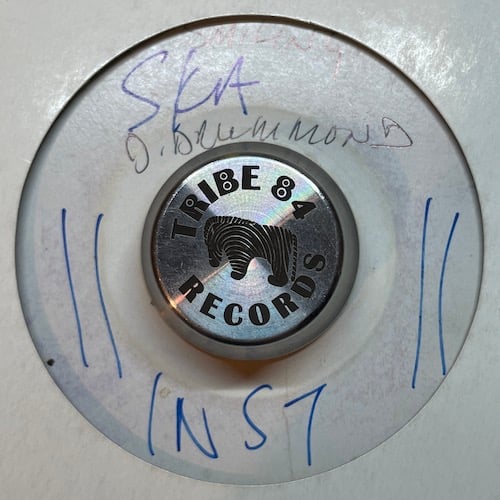 SKA
D. DRUMMOND
TRIBE 84
RECORDS
|| ||
INST